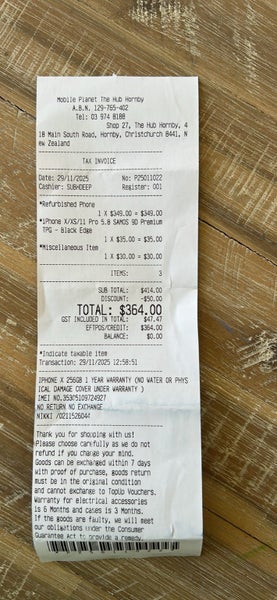 Mobile Planet The Hub Hornby
A.B.N. 129-765-402
Tel: 03 974 8188
Shop 27, The Hub Hornby, 4
18 Main South Road, Hornby, Christchurch 8441, N
ew Zealand
TAX INVOICE
Date: 29/11/2025 No: P25011022
Cashier: SUBHDEEP Register: 001
*Refurbished Phone
1 X $349.00 = $349.00
*iPhone X/XS/11 Pro 5.8 SAMOS 9D Premium
TPG - Black Edge
1 X $35.00 = $35.00
*Miscellaneous Item
1 X $30.00 = $30.00
ITEMS: 3
SUB TOTAL: $414.00
DISCOUNT: -$50.00
TOTAL: $364.00
GST INCLUDED IN TOTAL: $47.47
EFTPOS/CREDIT: $364.00
BALANCE: $0.00
*Indicate taxable item
Transaction: 29/11/2025 12:58:51
IPHONE X 256GB 1 YEAR WARRANTY (NO WATER OR PHYS
ICAL DAMAGE COVER UNDER WARRANTY )
IMEI NO.353015109724927
NO RETURN NO EXCHANGE
NIKKI /0211526044
Thank you for shopping with us!
Please choose carefully as we do not
refund if you change your mind.
Goods can be exchanged within 7 days
with proof of purchase, goods return
must be in the original condition
and cannot exchange to TopUp Vouchers.
Warranty for electrical accessories
is 6 Months and cases is 3 Months.
If the goods are faulty, we will meet
our obligations under the Consumer
Guarantee Act to provide a remedy.